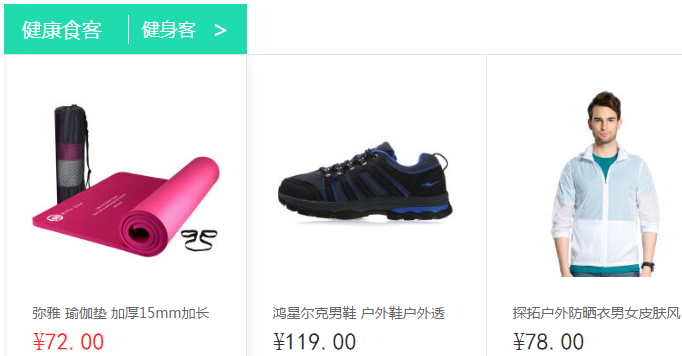 健康食客 健身客 >
弥雅 瑜伽垫 加厚15mm加长
¥72.00
鸿星尔克男鞋 户外鞋户外透
¥119.00
探拓户外防晒衣男女皮肤风
¥78.00